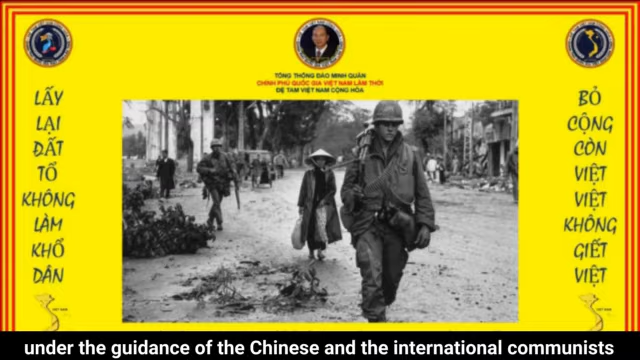 TỔNG THỐNG ĐÀO MINH QUÂN
CHÍNH PHỦ QUỐC GIA VIỆT NAM LÂM THỜI
ĐỆ TAM VIỆT NAM CỘNG HÒA
LẤY
LẠI
ĐẤT
TỔ
KHÔNG
LÀM
KHỔ
DÂN
BỎ
CỘNG
CÒN
VIỆT
VIỆT
KHÔNG
GIẾT
VIỆT
under the guidance of the Chinese and the international communists